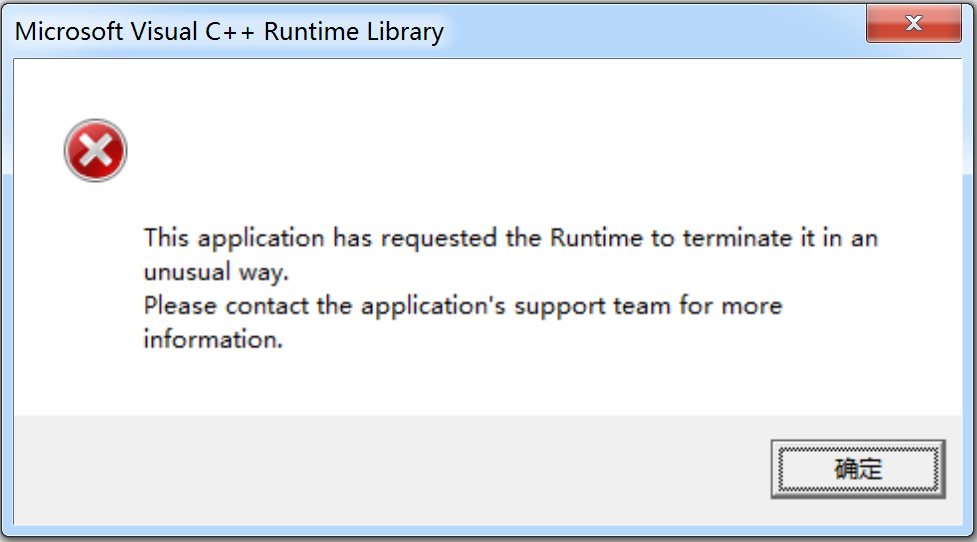 Microsoft Visual C++ Runtime Library
This application has requested the Runtime to terminate it in an
unusual way.
Please contact the application's support team for more
information.
确定